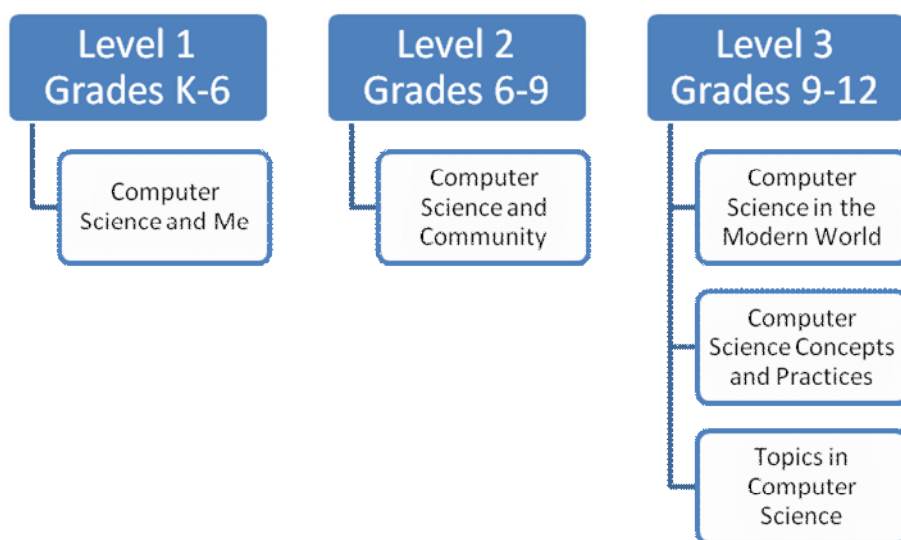 Level 1
Grades K-6
Computer
Science and Me
Level 2
Grades 6-9
Computer
Science and
Community
Level 3
Grades 9-12
Computer
Science in the
Modern World
Computer
Science Concepts
and Practices
Topics in
Computer
Science